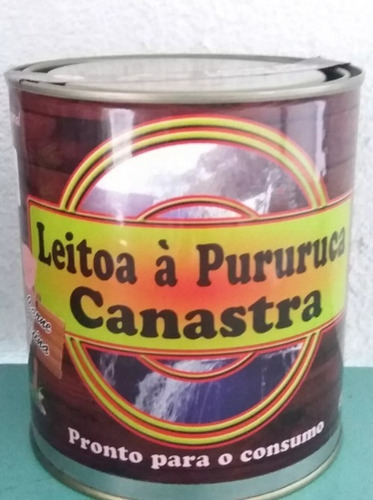 Leitoa à Pururuca
Canastra
Pronto para o consumo